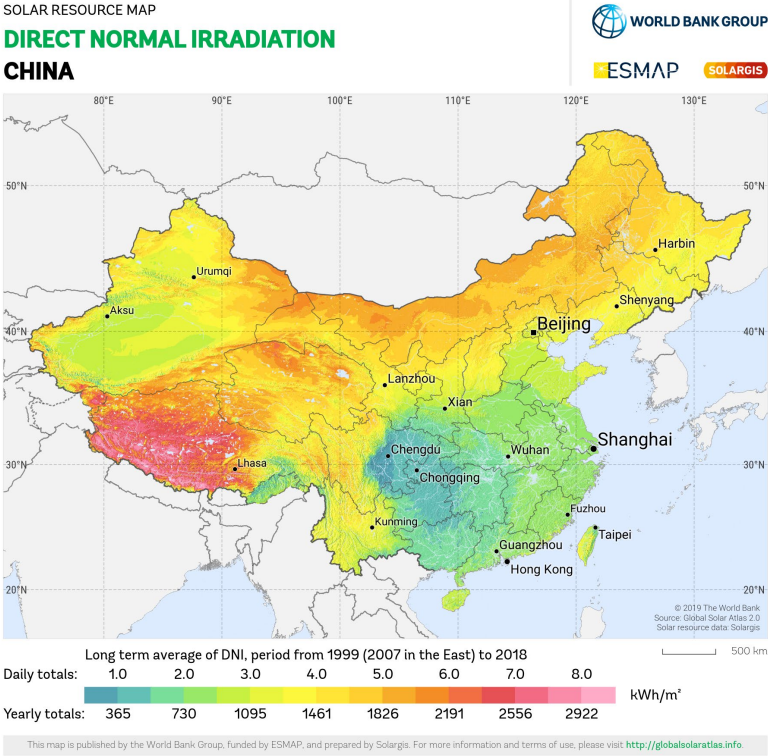 SOLAR RESOURCE MAP
DIRECT NORMAL IRRADIATION
CHINA
WORLD BANK GROUP
ESMAP
SOLARGIS
80°E 90°E 100°E 110°E 120°E 130°E
50°N 50°N
Harbin
Urumqi
Shenyang
Aksu
Beijing
40°N 40°N
Lanzhou
Xian
Shanghai
Chengdu
Wuhan
30°N 30°N
Lhasa
Chongqing
Fuzhou
Kunming
Taipei
Guangzhou
Hong Kong
20°N 20°N
© 2019 The World Bank
Source: Global Solar Atlas 2.0
Solar resource data: Solargis
500 km
Long term average of DNI, period from 1999 (2007 in the East) to 2018
Daily totals: 1.0 2.0 3.0 4.0 5.0 6.0 7.0 8.0
kWh/m²
Yearly totals: 365 730 1095 1461 1826 2191 2556 2922
This map is published by the World Bank Group, funded by ESMAP, and prepared by Solargis. For more information and terms of use, please visit http://globalsolaratlas.info.